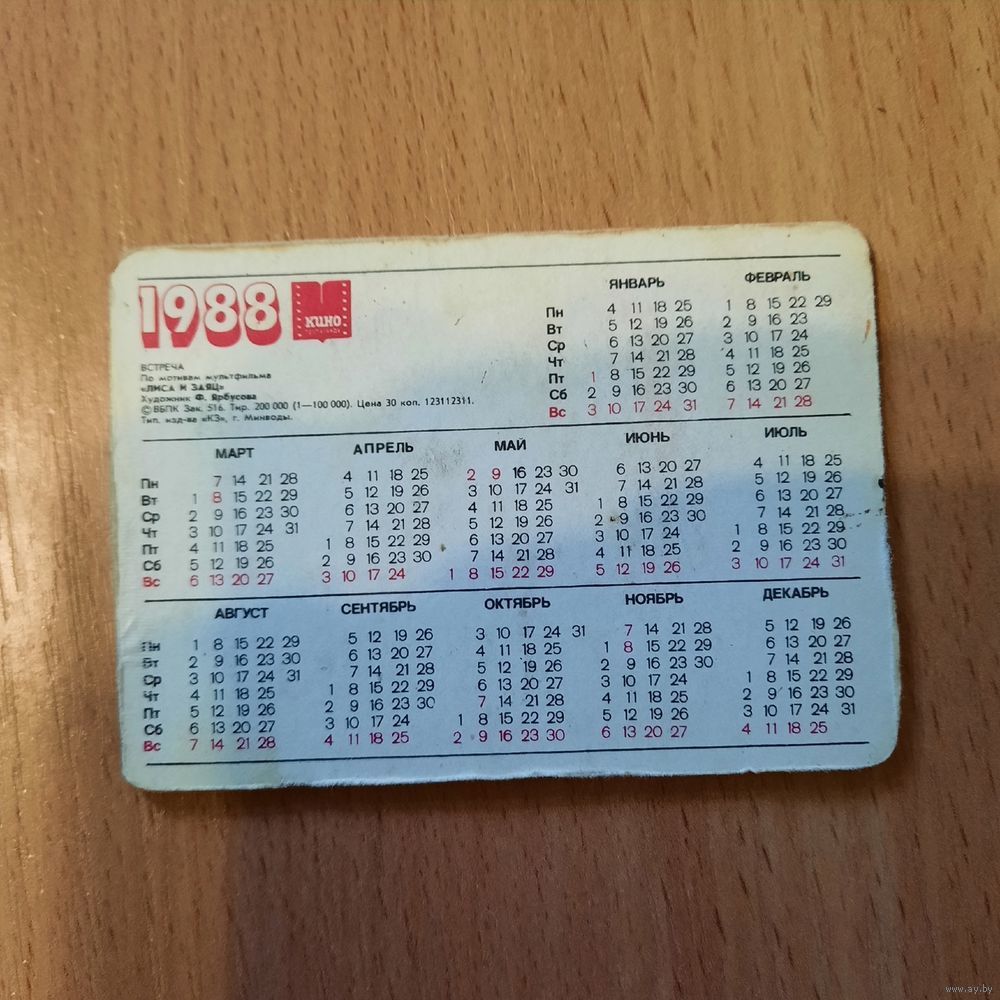 1988 КИНО
ВСТРЕЧА
По мотивам мультфильма
«ЛИСА И ЗАЯЦ»
Художник Ф. Ярбусова
© ВБПК Зак. 516. Тир. 200 000 (1—100 000). Цена 30 коп. 123112311.
Тип. изд-ва «КЗ», г. Минводы.
ЯНВАРЬ ФЕВРАЛЬ
Пн 4 11 18 25 1 8 15 22 29
Вт 5 12 19 26 2 9 16 23
Ср 6 13 20 27 3 10 17 24
Чт 7 14 21 28 4 11 18 25
Пт 1 8 15 22 29 5 12 19 26
Сб 2 9 16 23 30 6 13 20 27
Вс 3 10 17 24 31 7 14 21 28
МАРТ АПРЕЛЬ МАЙ ИЮНЬ ИЮЛЬ
Пн 7 14 21 28 4 11 18 25 2 9 16 23 30 6 13 20 27 4 11 18 25
Вт 1 8 15 22 29 5 12 19 26 3 10 17 24 31 7 14 21 28 5 12 19 26
Ср 2 9 16 23 30 6 13 20 27 4 11 18 25 1 8 15 22 29 6 13 20 27
Чт 3 10 17 24 31 7 14 21 28 5 12 19 26 2 9 16 23 30 7 14 21 28
Пт 4 11 18 25 1 8 15 22 29 6 13 20 27 3 10 17 24 1 8 15 22 29
Сб 5 12 19 26 2 9 16 23 30 7 14 21 28 4 11 18 25 2 9 16 23 30
Вс 6 13 20 27 3 10 17 24 1 8 15 22 29 5 12 19 26 3 10 17 24 31
АВГУСТ СЕНТЯБРЬ ОКТЯБРЬ НОЯБРЬ ДЕКАБРЬ
Пн 1 8 15 22 29 5 12 19 26 3 10 17 24 31 7 14 21 28 5 12 19 26
Вт 2 9 16 23 30 6 13 20 27 4 11 18 25 1 8 15 22 29 6 13 20 27
Ср 3 10 17 24 31 7 14 21 28 5 12 19 26 2 9 16 23 30 7 14 21 28
Чт 4 11 18 25 1 8 15 22 29 6 13 20 27 3 10 17 24 1 8 15 22 29
Пт 5 12 19 26 2 9 16 23 30 7 14 21 28 4 11 18 25 2 9 16 23 30
Сб 6 13 20 27 3 10 17 24 1 8 15 22 29 5 12 19 26 3 10 17 24 31
Вс 7 14 21 28 4 11 18 25 2 9 16 23 30 6 13 20 27 4 11 18 25
www.ay.by